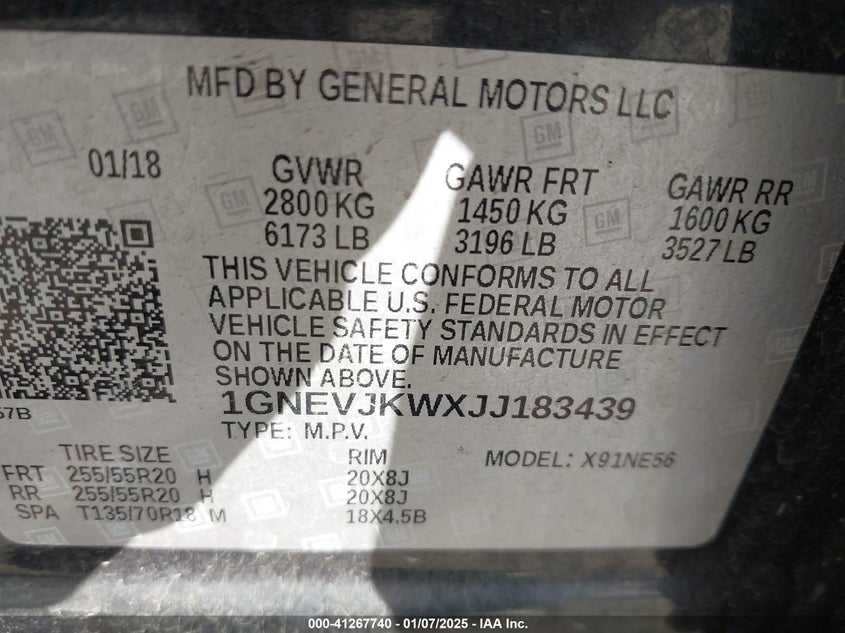 MFD BY GENERAL MOTORS LLC
01/18 GVWR GAWR FRT GAWR RR
2800 KG 1450 KG 1600 KG
6173 LB 3196 LB 3527 LB
THIS VEHICLE CONFORMS TO ALL
APPLICABLE U.S. FEDERAL MOTOR
VEHICLE SAFETY STANDARDS IN EFFECT
ON THE DATE OF MANUFACTURE
SHOWN ABOVE.
1GNEVJKWXJJ183439
57B
TYPE: M.P.V.
TIRE SIZE RIM MODEL: X91NE56
FRT 255/55R20 H 20X8J
RR 255/55R20 H 20X8J
SPA T135/70R18 M 18X4.5B
GM
000-41267740 - 01/07/2025 - IAA Inc.